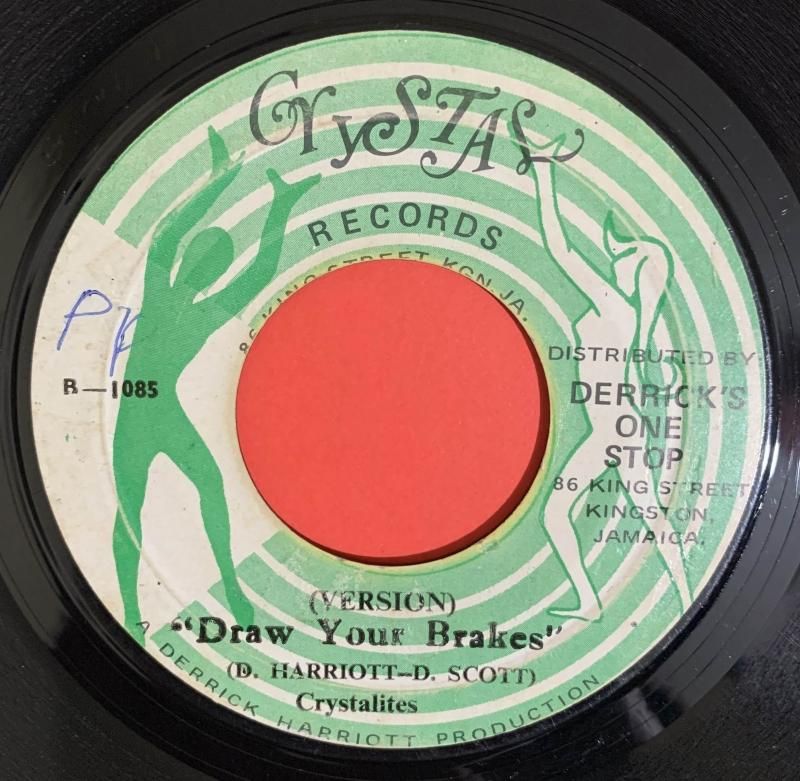 CrySTAL
RECORDS
86 KING STREET KGN. JA.
B—1085
DISTRIBUTED BY:
DERRICK'S
ONE
STOP
86 KING STREET
KINGSTON,
JAMAICA.
(VERSION)
"Draw Your Brakes"
(D. HARRIOTT—D. SCOTT)
Crystalites
A DERRICK HARRIOTT PRODUCTION